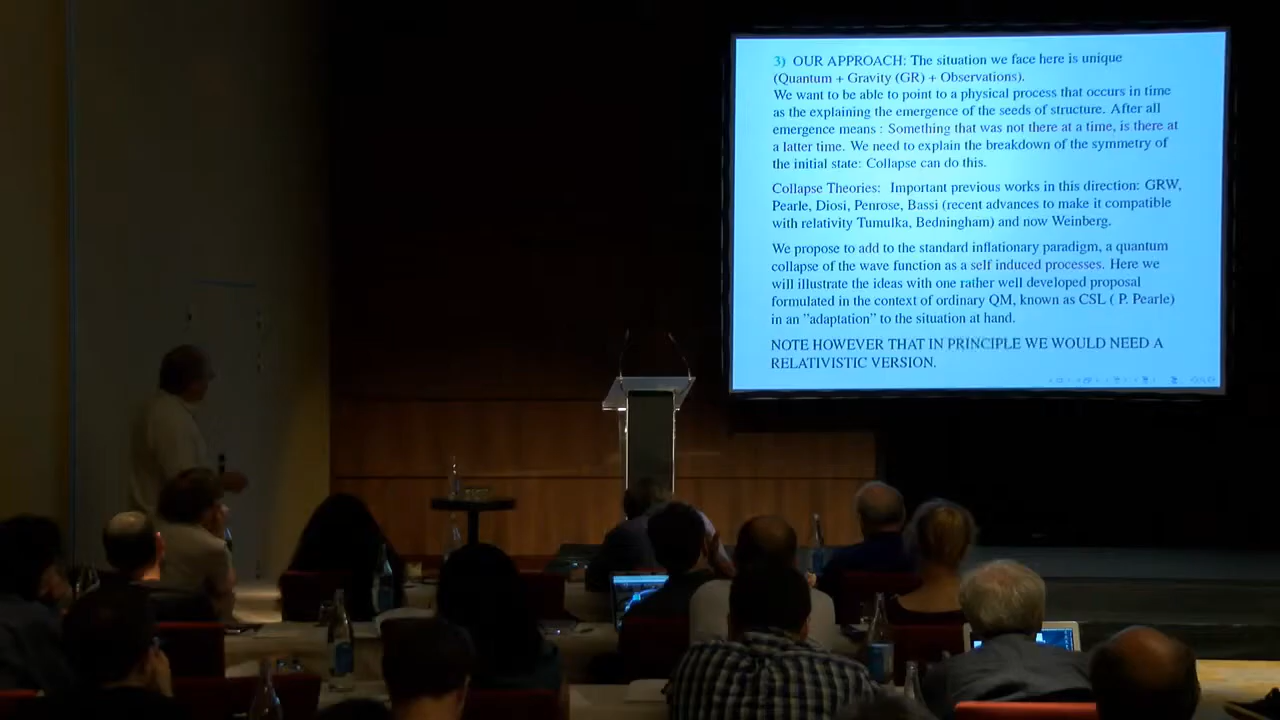 3) OUR APPROACH: The situation we face here is unique
(Quantum + Gravity (GR) + Observations).
We want to be able to point to a physical process that occurs in time
as the explaining the emergence of the seeds of structure. After all
emergence means : Something that was not there at a time, is there at
a latter time. We need to explain the breakdown of the symmetry of
the initial state: Collapse can do this.
Collapse Theories: Important previous works in this direction: GRW,
Pearle, Diosi, Penrose, Bassi (recent advances to make it compatible
with relativity Tumulka, Bedningham) and now Weinberg.
We propose to add to the standard inflationary paradigm, a quantum
collapse of the wave function as a self induced processes. Here we
will illustrate the ideas with one rather well developed proposal
formulated in the context of ordinary QM, known as CSL ( P. Pearle)
in an "adaptation" to the situation at hand.
NOTE HOWEVER THAT IN PRINCIPLE WE WOULD NEED A
RELATIVISTIC VERSION.